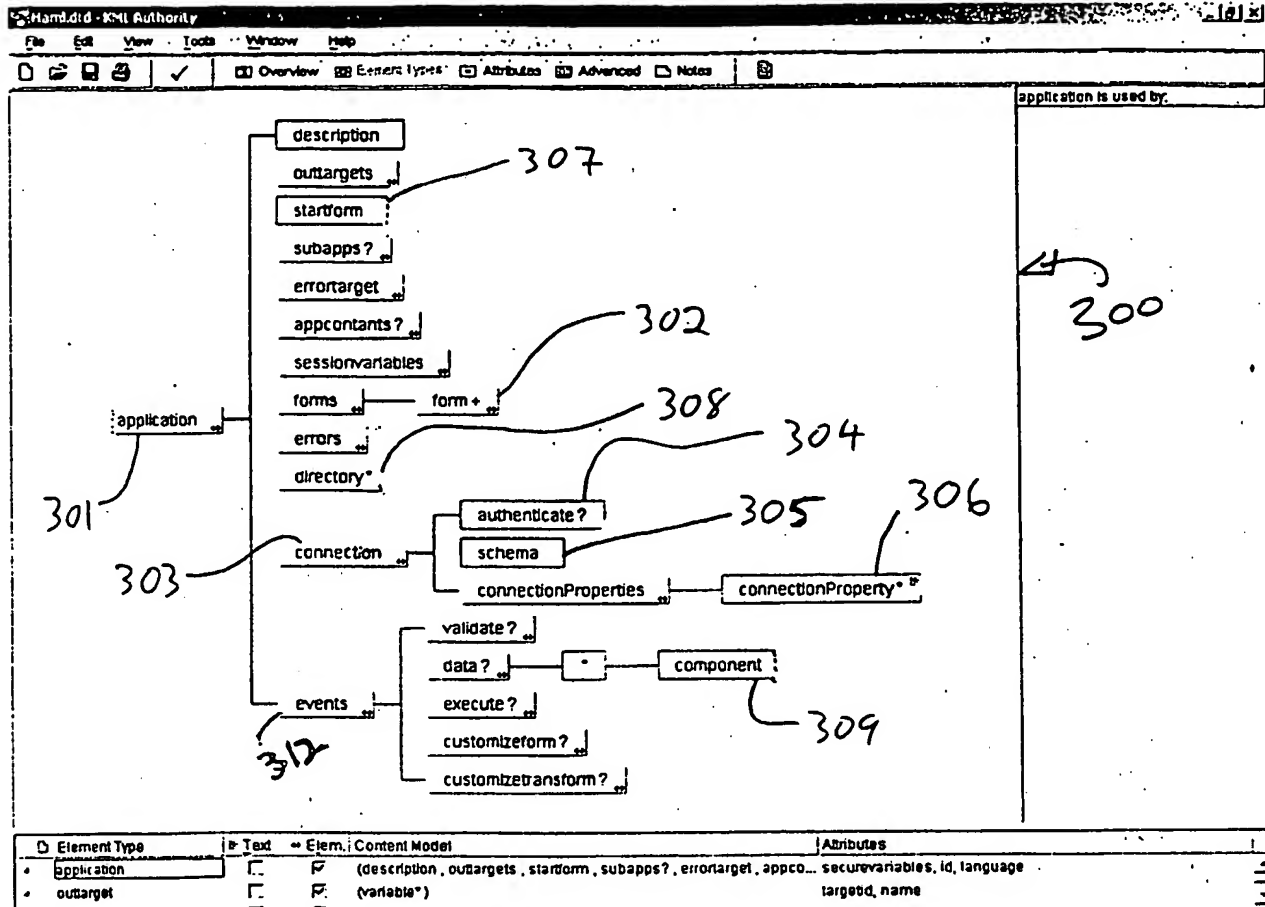 Haml.dtd - XML Authority
File Edit View Tools Window Help
Overview Element Types Attributes Advanced Notes
application is used by:
description
outtargets
307
startform
subapps?
300
errortarget
appcontants?
302
sessionvariables
forms form+
308
application
errors
304
directory*
301
authenticate?
305
306
connection
schema
303
connectionProperties connectionProperty*
validate?
data? * component
events
execute?
309
312
customizeform?
customizetransform?
Element Type Text Elem. Content Model Attributes
application (description , outtargets , startform , subapps? , errortarget , appco... securevariables, id, language
outtarget (variable*) targetid, name